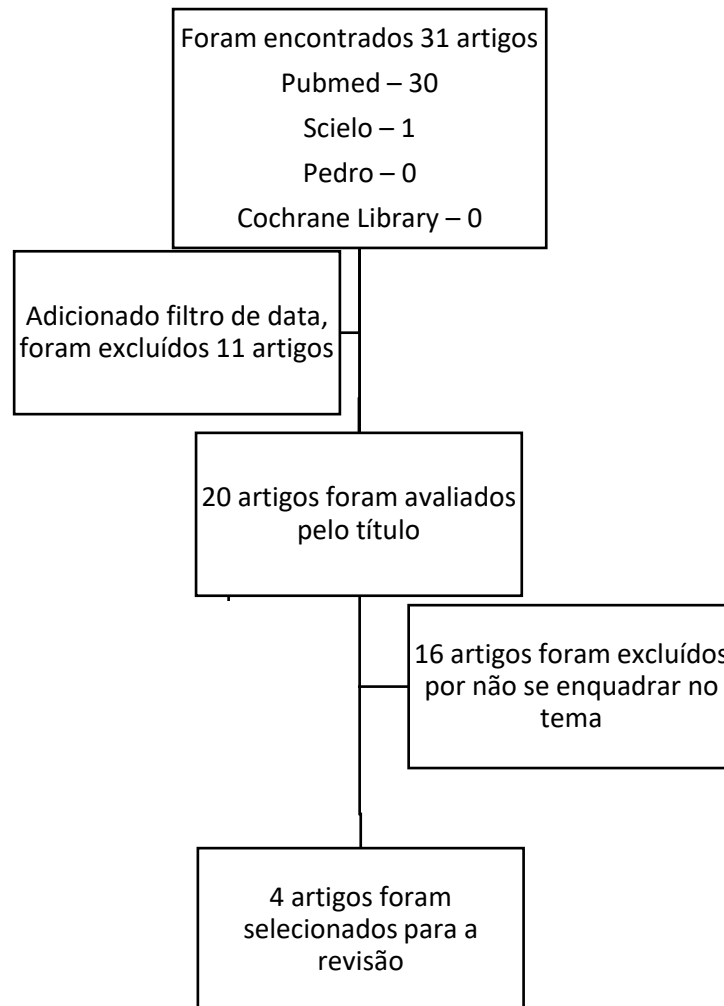 Foram encontrados 31 artigos
Pubmed – 30
Scielo – 1
Pedro – 0
Cochrane Library – 0
Adicionado filtro de data,
foram excluídos 11 artigos
20 artigos foram avaliados
pelo título
16 artigos foram excluídos
por não se enquadrar no
tema
4 artigos foram
selecionados para a
revisão